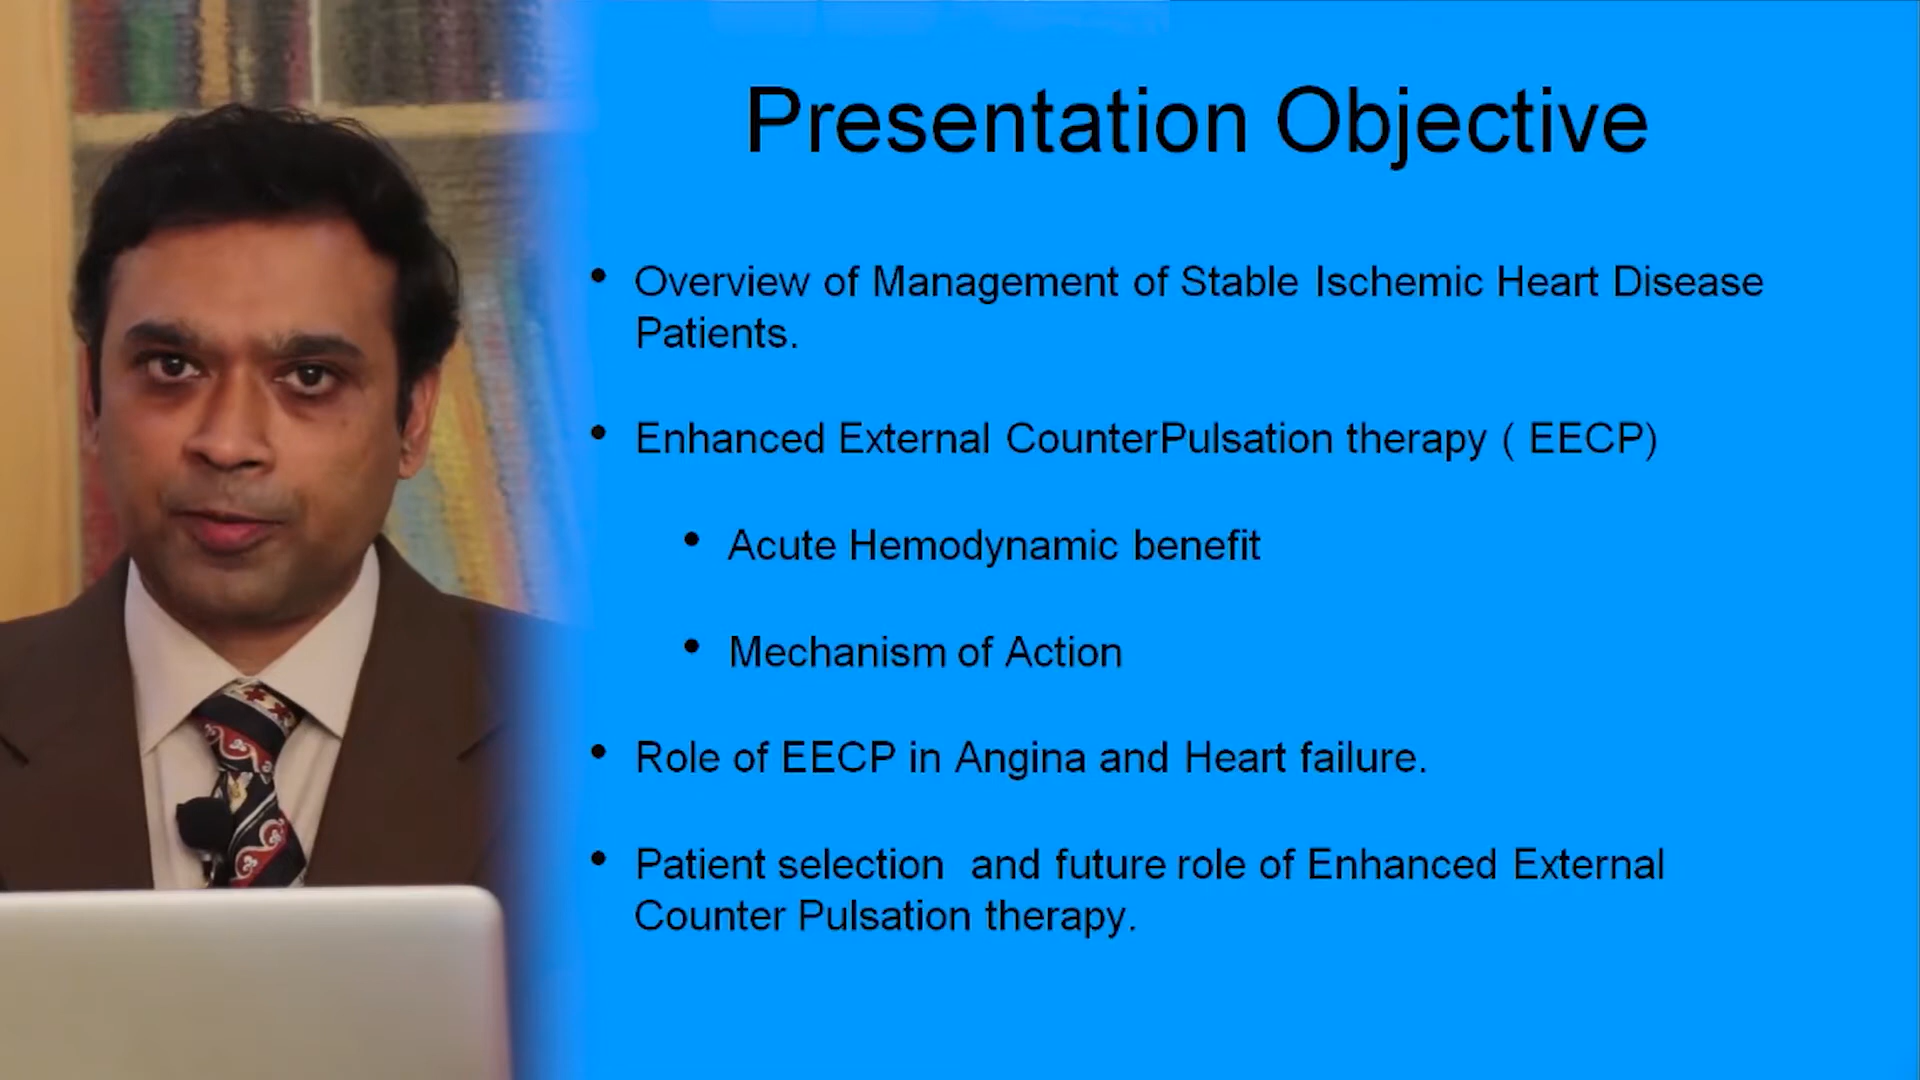 Presentation Objective
• Overview of Management of Stable Ischemic Heart Disease
Patients.
• Enhanced External CounterPulsation therapy ( EECP)
• Acute Hemodynamic benefit
• Mechanism of Action
• Role of EECP in Angina and Heart failure.
• Patient selection  and future role of Enhanced External
Counter Pulsation therapy.